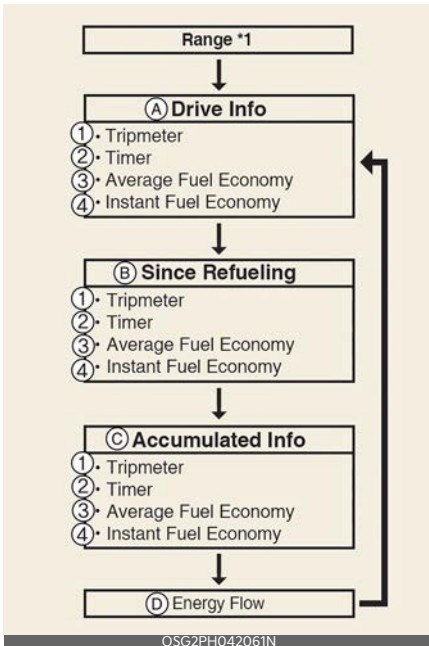 Range *1
Ⓐ Drive Info
①· Tripmeter
②· Timer
③· Average Fuel Economy
④· Instant Fuel Economy
Ⓑ Since Refueling
①· Tripmeter
②· Timer
③· Average Fuel Economy
④· Instant Fuel Economy
Ⓒ Accumulated Info
①· Tripmeter
②· Timer
③· Average Fuel Economy
④· Instant Fuel Economy
Ⓓ Energy Flow
OSG2PH042061N